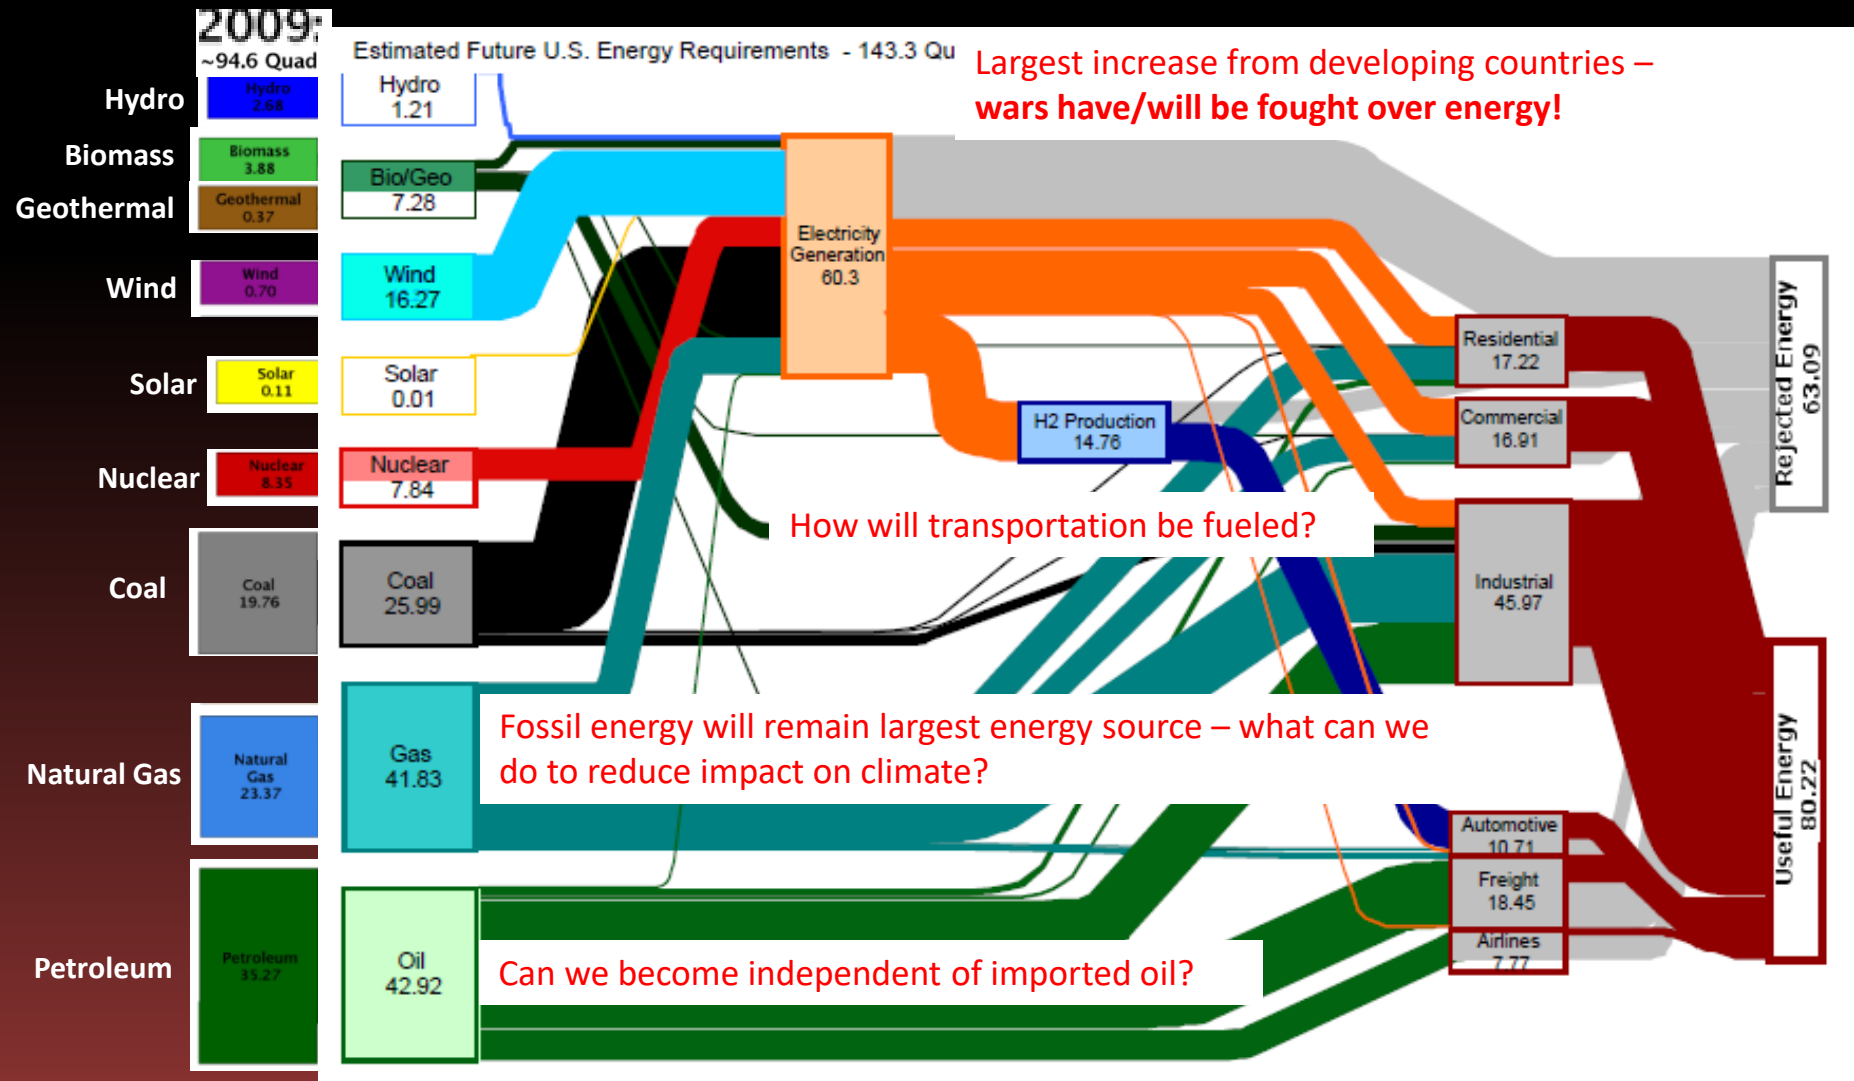 2009:
~94.6 Quad
Estimated Future U.S. Energy Requirements - 143.3 Qu
Largest increase from developing countries –
wars have/will be fought over energy!
Hydro
Hydro
2.68
Hydro
1.21
Biomass
Biomass
3.88
Geothermal
Geothermal
0.37
Bio/Geo
7.28
Wind
Wind
0.70
Wind
16.27
Solar
Solar
0.11
Solar
0.01
Nuclear
Nuclear
8.35
Nuclear
7.84
Coal
Coal
19.76
Coal
25.99
Natural Gas
Natural
Gas
23.37
Gas
41.83
Petroleum
Petroleum
35.27
Oil
42.92
Electricity
Generation
60.3
H2 Production
14.76
How will transportation be fueled?
Fossil energy will remain largest energy source – what can we
do to reduce impact on climate?
Can we become independent of imported oil?
Residential
17.22
Commercial
16.91
Industrial
45.97
Automotive
10.71
Freight
18.45
Airlines
7.77
Rejected Energy
63.09
Useful Energy
80.22